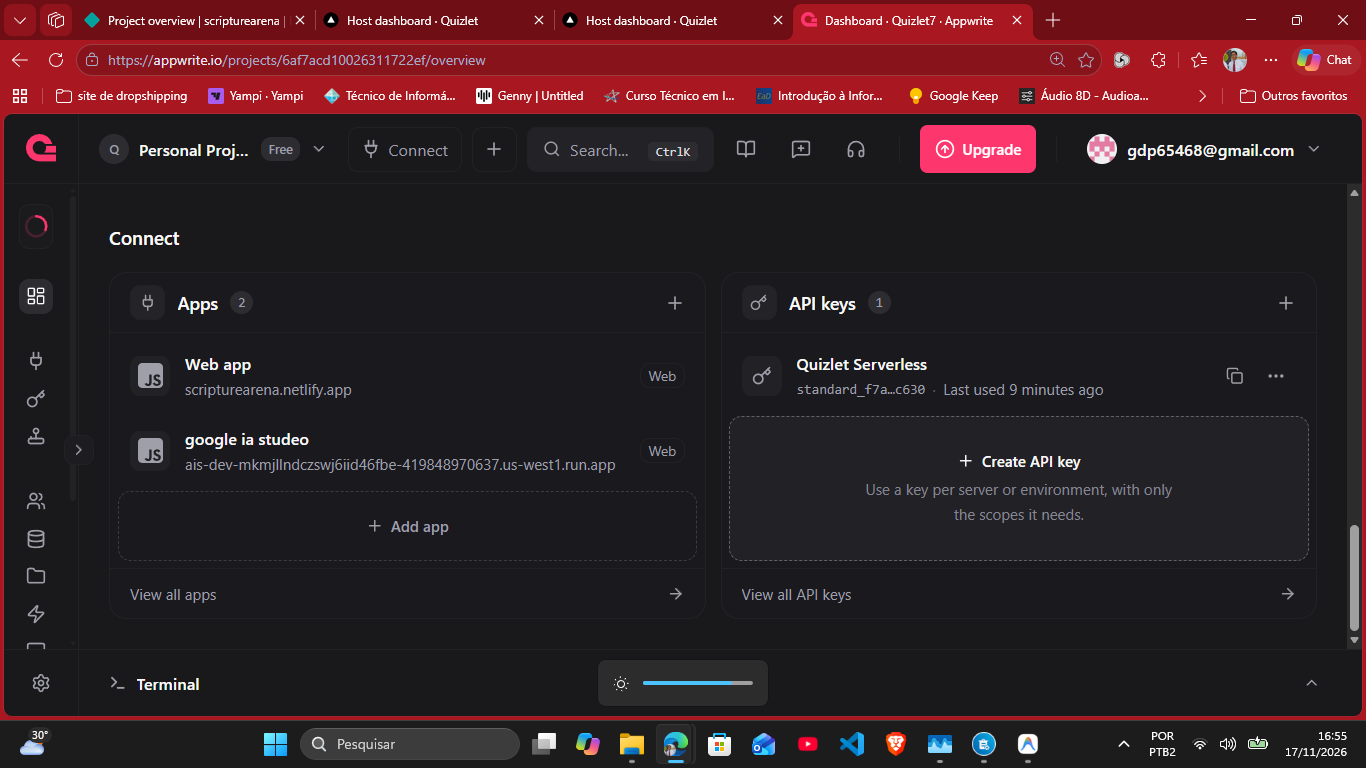 Project overview | scripturearena |
Host dashboard · Quizlet
Host dashboard · Quizlet
Dashboard · Quizlet7 · Appwrite
https://appwrite.io/projects/6af7acd10026311722ef/overview
Chat
site de dropshipping
Yampi · Yampi
Técnico de Informá...
Genny | Untitled
Curso Técnico em I...
EaD
Introdução à Infor...
Google Keep
Áudio 8D - Audioa...
Outros favoritos
Q
Personal Proj...
Free
Connect
Search...
Ctrl K
Upgrade
gdp65468@gmail.com
Connect
Apps 2
JS
Web app
scripturearena.netlify.app
Web
JS
google ia studeo
ais-dev-mkmjllndczswj6iid46fbe-419848970637.us-west1.run.app
Web
Add app
View all apps
API keys 1
Quizlet Serverless
standard_f7a…c630 · Last used 9 minutes ago
Create API key
Use a key per server or environment, with only
the scopes it needs.
View all API keys
Terminal
30°
Pesquisar
POR
PTB2
16:55
17/11/2026